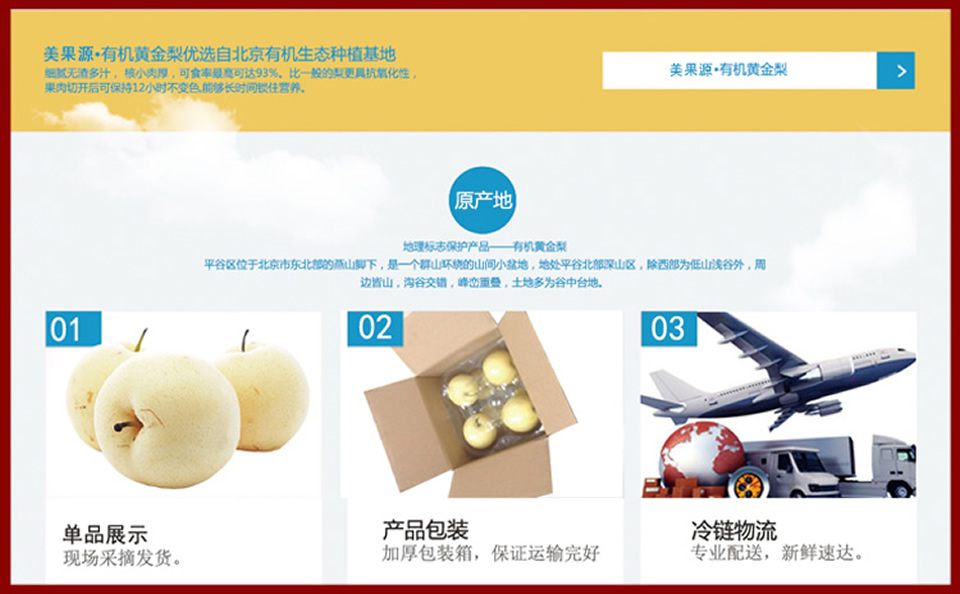 美果源•有机黄金梨优选自北京有机生态种植基地
细腻无渣多汁，核小肉厚，可食率最高可达93%。比一般的梨更具抗氧化性，
果肉切开后可保持12小时不变色,能够长时间锁住营养。
美果源•有机黄金梨
原产地
地理标志保护产品——有机黄金梨
平谷区位于北京市东北部的燕山脚下，是一个群山环绕的山间小盆地，地处平谷北部深山区，除西部为低山浅谷外，周
边皆山，沟谷交错，峰峦重叠，土地多为谷中台地。
01
02
03
单品展示
现场采摘发货。
产品包装
加厚包装箱，保证运输完好
冷链物流
专业配送，新鲜速达。